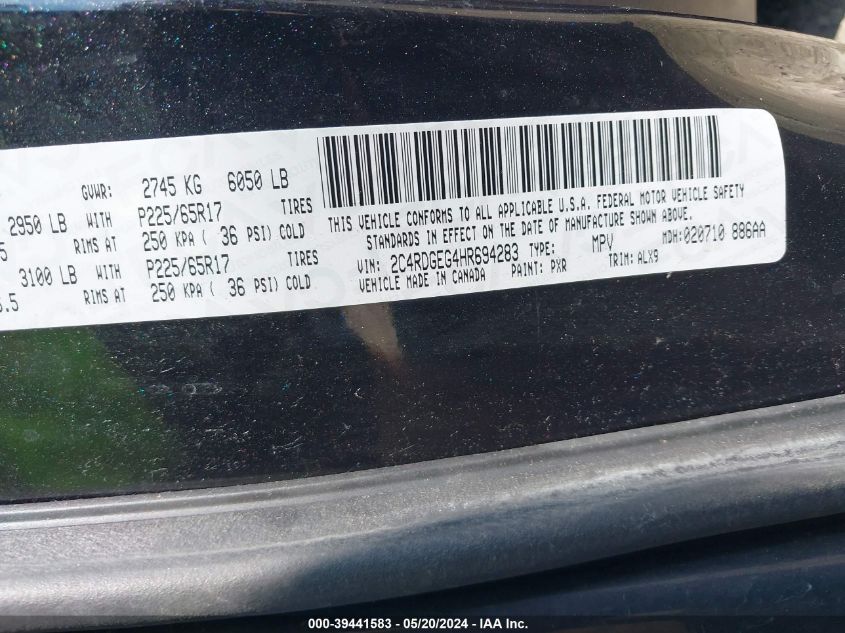 GVWR: 2745 KG 6050 LB
2950 LB WITH P225/65R17 TIRES
5 RIMS AT 250 KPA ( 36 PSI) COLD
3100 LB WITH P225/65R17 TIRES
.5 RIMS AT 250 KPA ( 36 PSI) COLD
THIS VEHICLE CONFORMS TO ALL APPLICABLE U.S.A. FEDERAL MOTOR VEHICLE SAFETY
STANDARDS IN EFFECT ON THE DATE OF MANUFACTURE SHOWN ABOVE.
VIN: 2C4RDGEG4HR694283 TYPE: MPV MDH: 020710 886AA
VEHICLE MADE IN CANADA PAINT: PXR TRIM: ALX9
000-39441583 - 05/20/2024 - IAA Inc.